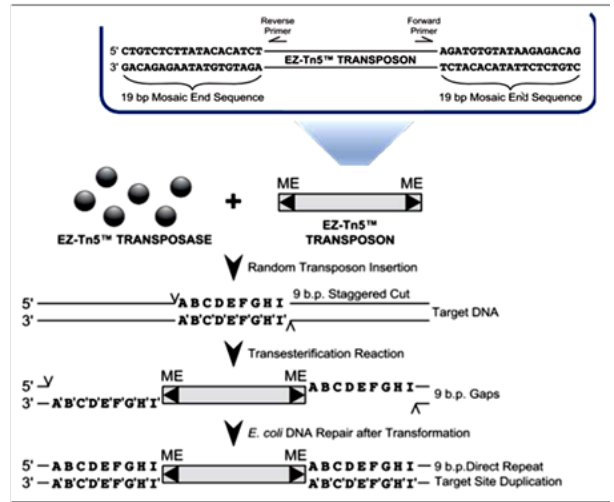 Reverse Primer
Forward Primer
5' CTGTCTCTTATACACATCT AGATGTGTATAAGAGACAG
EZ-Tn5™ TRANSPOSON
3' GACAGAGAATATGTGTAGA TCTACACATATTCTCTGTC
19 bp Mosaic End Sequence 19 bp Mosaic End Sequence
ME ME
+
EZ-Tn5™ TRANSPOSASE
EZ-Tn5™ TRANSPOSON
Random Transposon Insertion
5' ABCDEFGHI 9 b.p. Staggered Cut
3' A'B'C'D'E'F'G'H'I' Target DNA
Transesterification Reaction
5' ME ME ABCDEFGHI
3' A'B'C'D'E'F'G'H'I' 9 b.p. Gaps
E. coli DNA Repair after Transformation
ME ME
5' ABCDEFGHI ABCDEFGHI 9 b.p.Direct Repeat
3' A'B'C'D'E'F'G'H'I' A'B'C'D'E'F'G'H'I' Target Site Duplication